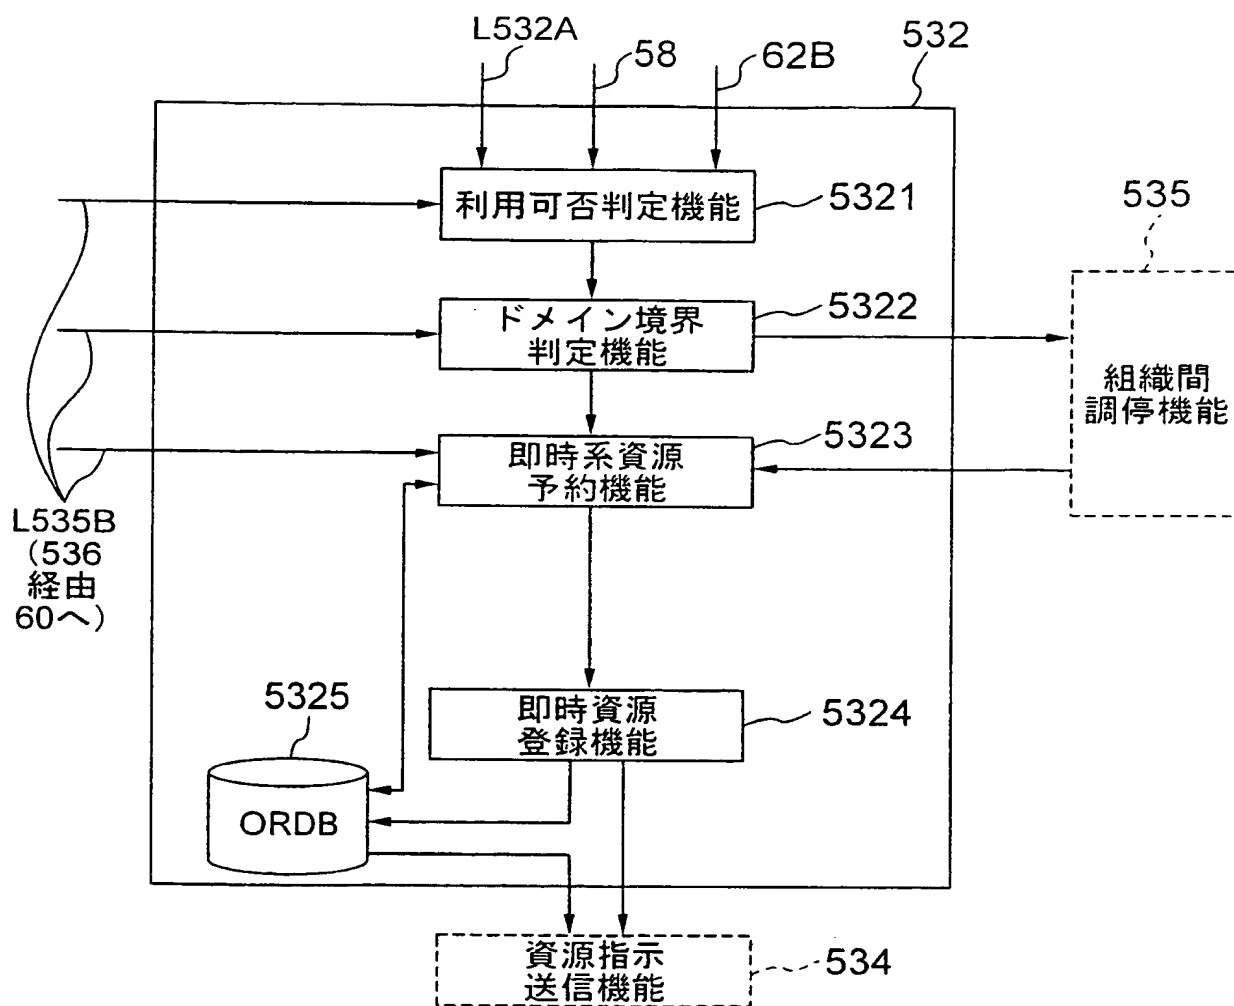 L532A
58
62B
532
利用可否判定機能
5321
535
ドメイン境界
判定機能
5322
組織間
調停機能
即時系資源
予約機能
5323
L535B
(536
経由
60へ)
即時資源
登録機能
5324
5325
ORDB
資源指示
送信機能
534